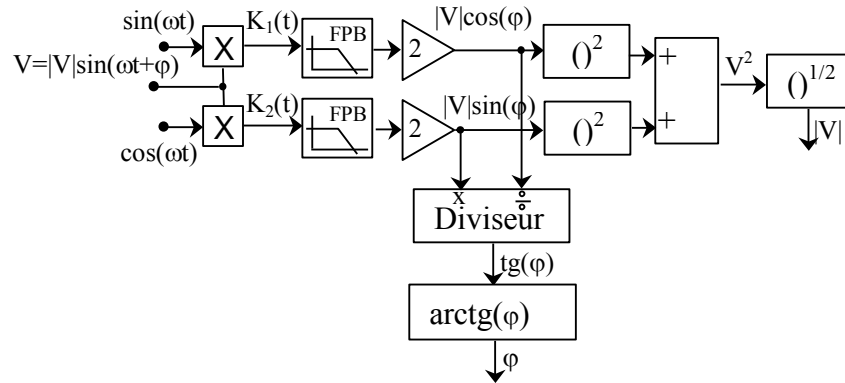 sin(ωt)
K₁(t)
|V|cos(φ)
X
FPB
2
()²
+
V=|V|sin(ωt+φ)
V²
()¹/²
K₂(t)
|V|sin(φ)
X
FPB
2
()²
+
cos(ωt)
|V|
x ÷
Diviseur
tg(φ)
arctg(φ)
φ